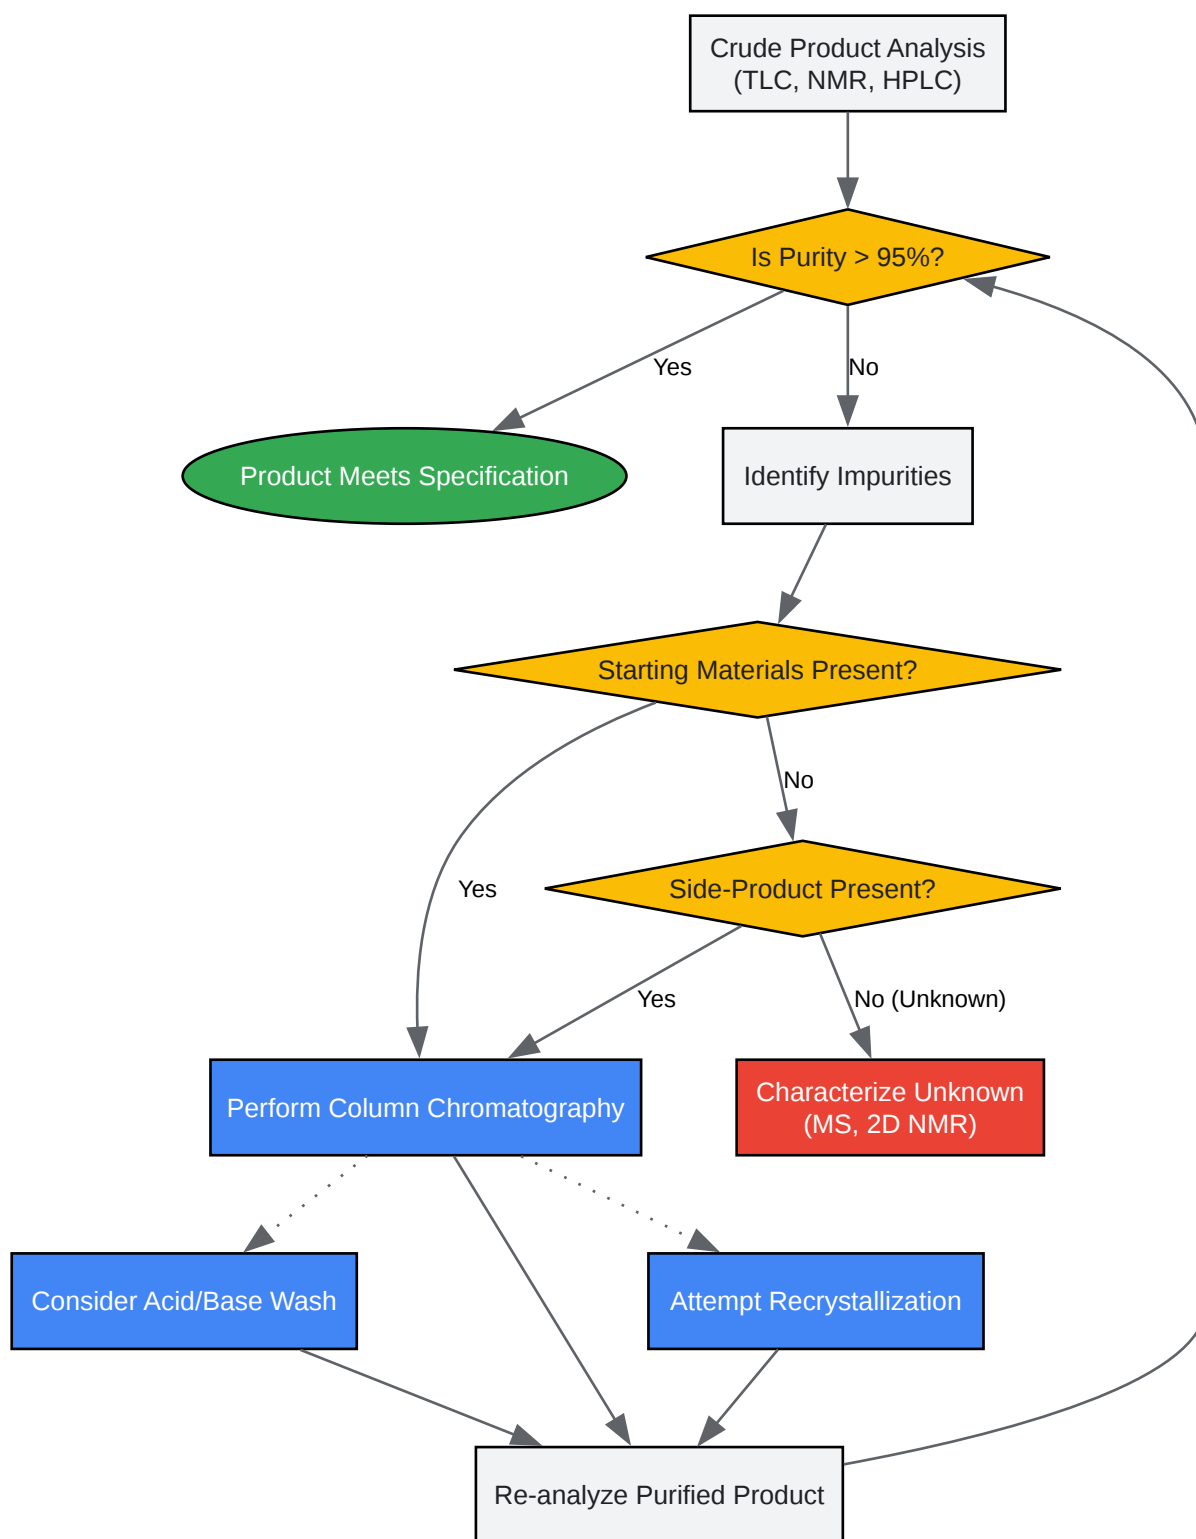 Crude Product Analysis
(TLC, NMR, HPLC)
Is Purity > 95%?
Yes
No
Product Meets Specification
Identify Impurities
Starting Materials Present?
No
Yes
Side-Product Present?
Yes
No (Unknown)
Perform Column Chromatography
Characterize Unknown
(MS, 2D NMR)
Consider Acid/Base Wash
Attempt Recrystallization
Re-analyze Purified Product